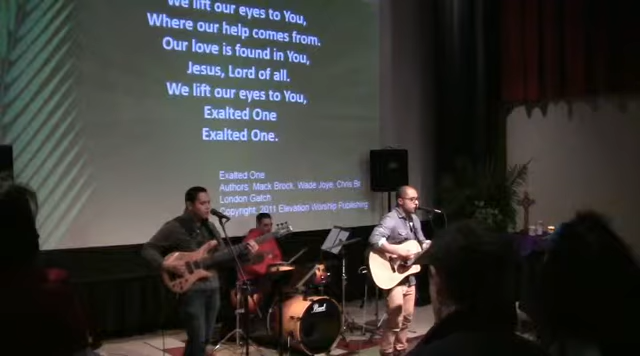 We lift our eyes to You,
Where our help comes from.
Our love is found in You,
Jesus, Lord of all.
We lift our eyes to You,
Exalted One
Exalted One.
Exalted One
Authors: Mack Brock, Wade Joye, Chris Br
London Gatch
Copyright: 2011 Elevation Worship Publishing
Pearl